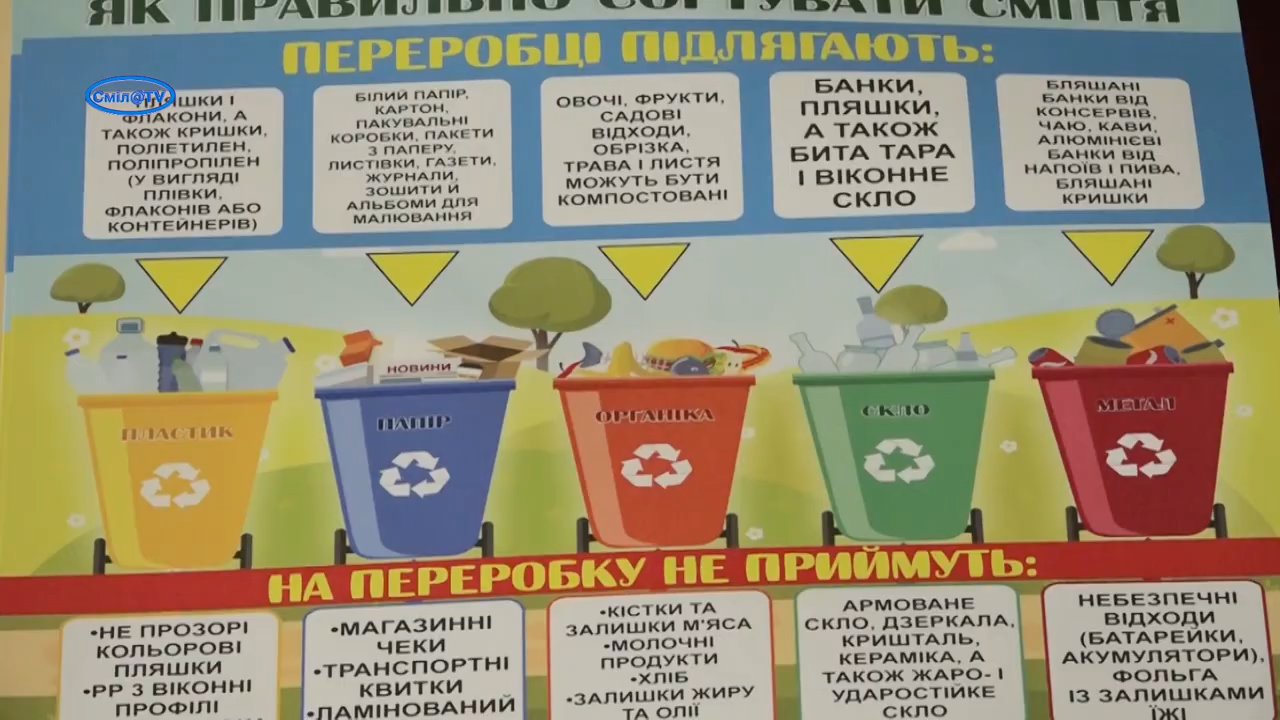 ЯК ПРАВИЛЬНО СОРТУВАТИ СМІТТЯ
ПЕРЕРОБЦІ ПІДЛЯГАЮТЬ:
Сміл@TV
І
ФЛАКОНИ, А
ТАКОЖ КРИШКИ,
ПОЛІЕТИЛЕН,
ПОЛІПРОПІЛЕН
(У ВИГЛЯДІ
ПЛІВКИ,
ФЛАКОНІВ АБО
КОНТЕЙНЕРІВ)
БІЛИЙ ПАПІР,
КАРТОН,
ПАКУВАЛЬНІ
КОРОБКИ, ПАКЕТИ
З ПАПЕРУ,
ЛИСТІВКИ, ГАЗЕТИ,
ЖУРНАЛИ,
ЗОШИТИ Й
АЛЬБОМИ ДЛЯ
МАЛЮВАННЯ
ОВОЧІ, ФРУКТИ,
САДОВІ
ВІДХОДИ,
ОБРІЗКА,
ТРАВА І ЛИСТЯ
МОЖУТЬ БУТИ
КОМПОСТОВАНІ
БАНКИ,
ПЛЯШКИ,
А ТАКОЖ
БИТА ТАРА
І ВІКОННЕ
СКЛО
БЛЯШАНІ
БАНКИ ВІД
КОНСЕРВІВ,
ЧАЮ, КАВИ,
АЛЮМІНІЄВІ
БАНКИ ВІД
НАПОЇВ І ПИВА,
БЛЯШАНІ
КРИШКИ
НОВИНИ
ПЛАСТИК
ПАПІР
ОРГАНІКА
СКЛО
МЕТАЛ
НА ПЕРЕРОБКУ НЕ ПРИЙМУТЬ:
•НЕ ПРОЗОРІ
КОЛЬОРОВІ
ПЛЯШКИ
•РР З ВІКОННІ
ПРОФІЛІ
•МАГАЗИННІ
ЧЕКИ
•ТРАНСПОРТНІ
КВИТКИ
•ЛАМІНОВАНИЙ
•КІСТКИ ТА
ЗАЛИШКИ М'ЯСА
•МОЛОЧНІ
ПРОДУКТИ
•ХЛІБ
•ЗАЛИШКИ ЖИРУ
ТА ОЛІЇ
АРМОВАНЕ
СКЛО, ДЗЕРКАЛА,
КРИШТАЛЬ,
КЕРАМІКА, А
ТАКОЖ ЖАРО- І
УДАРОСТІЙКЕ
СКЛО
НЕБЕЗПЕЧНІ
ВІДХОДИ
(БАТАРЕЙКИ,
АКУМУЛЯТОРИ),
ФОЛЬГА
ІЗ ЗАЛИШКАМИ
ЇЖІ